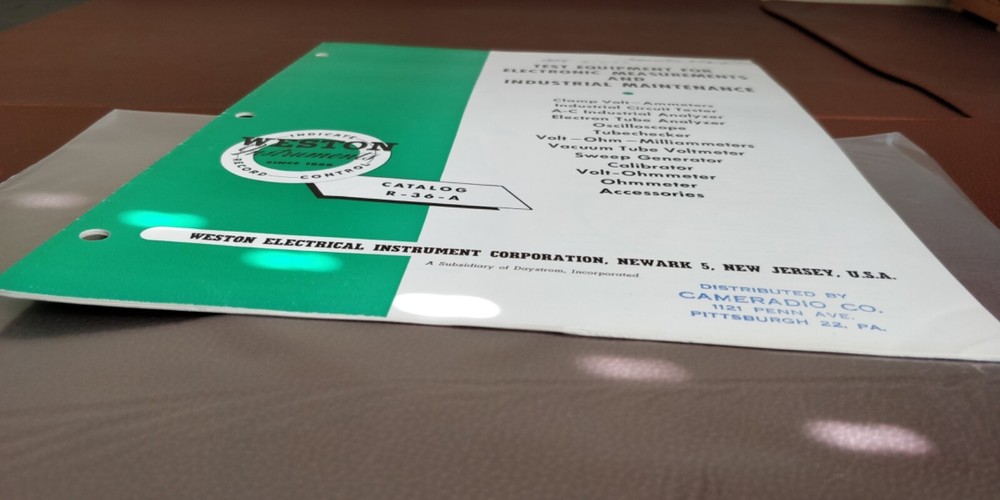 INDICATE
WESTON
Instruments
SINCE 1888
RECORD — CONTROL
CATALOG
R-36-A
TEST EQUIPMENT FOR
ELECTRONIC MEASUREMENTS
AND
INDUSTRIAL MAINTENANCE
Clamp Volt—Ammeters
Industrial Circuit Tester
A-C Industrial Analyzer
Electron Tube Analyzer
Oscilloscope
Tubechecker
Volt—Ohm—Milliammeters
Vacuum Tube Voltmeter
Sweep Generator
Calibrator
Volt—Ohmmeter
Ohmmeter
Accessories
WESTON ELECTRICAL INSTRUMENT CORPORATION, NEWARK 5, NEW JERSEY, U.S.A.
A Subsidiary of Daystrom, Incorporated
DISTRIBUTED BY
CAMERADIO CO.
1121 PENN AVE.
PITTSBURGH 22, PA.